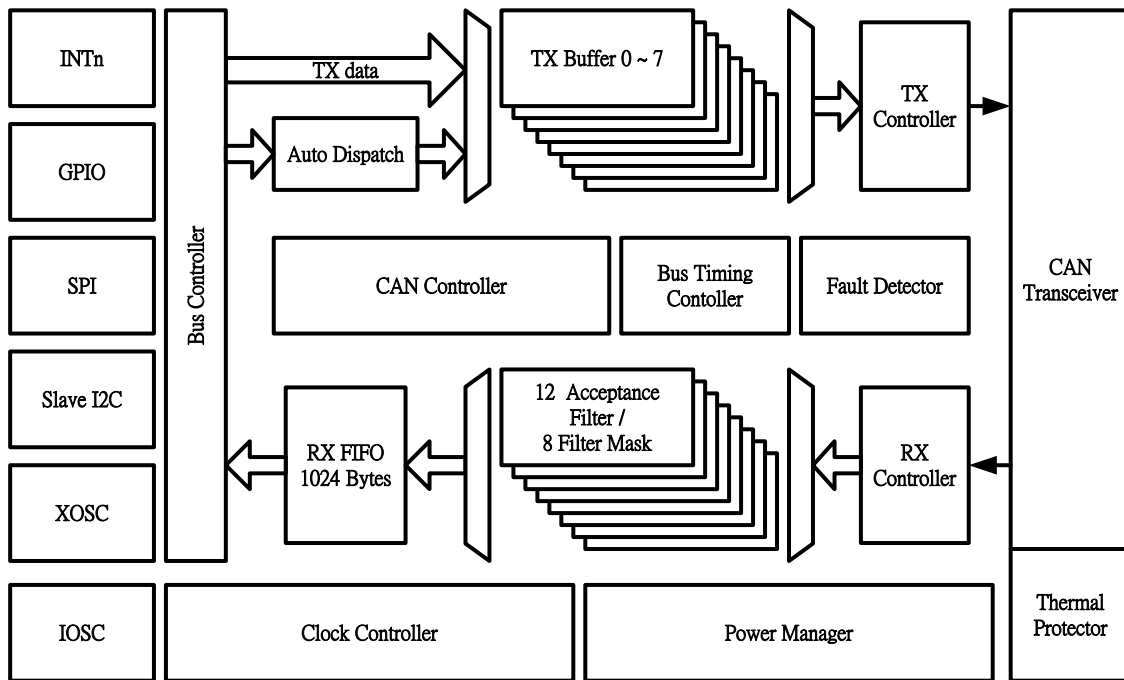 INTn
TX data
TX Buffer 0 ~ 7
TX
Controller
GPIO
Auto Dispatch
Bus Controller
SPI
CAN Controller
Bus Timing
Contoller
Fault Detector
CAN
Transceiver
Slave I2C
RX FIFO
1024 Bytes
12 Acceptance
Filter /
8 Filter Mask
RX
Controller
XOSC
IOSC
Clock Controller
Power Manager
Thermal
Protector